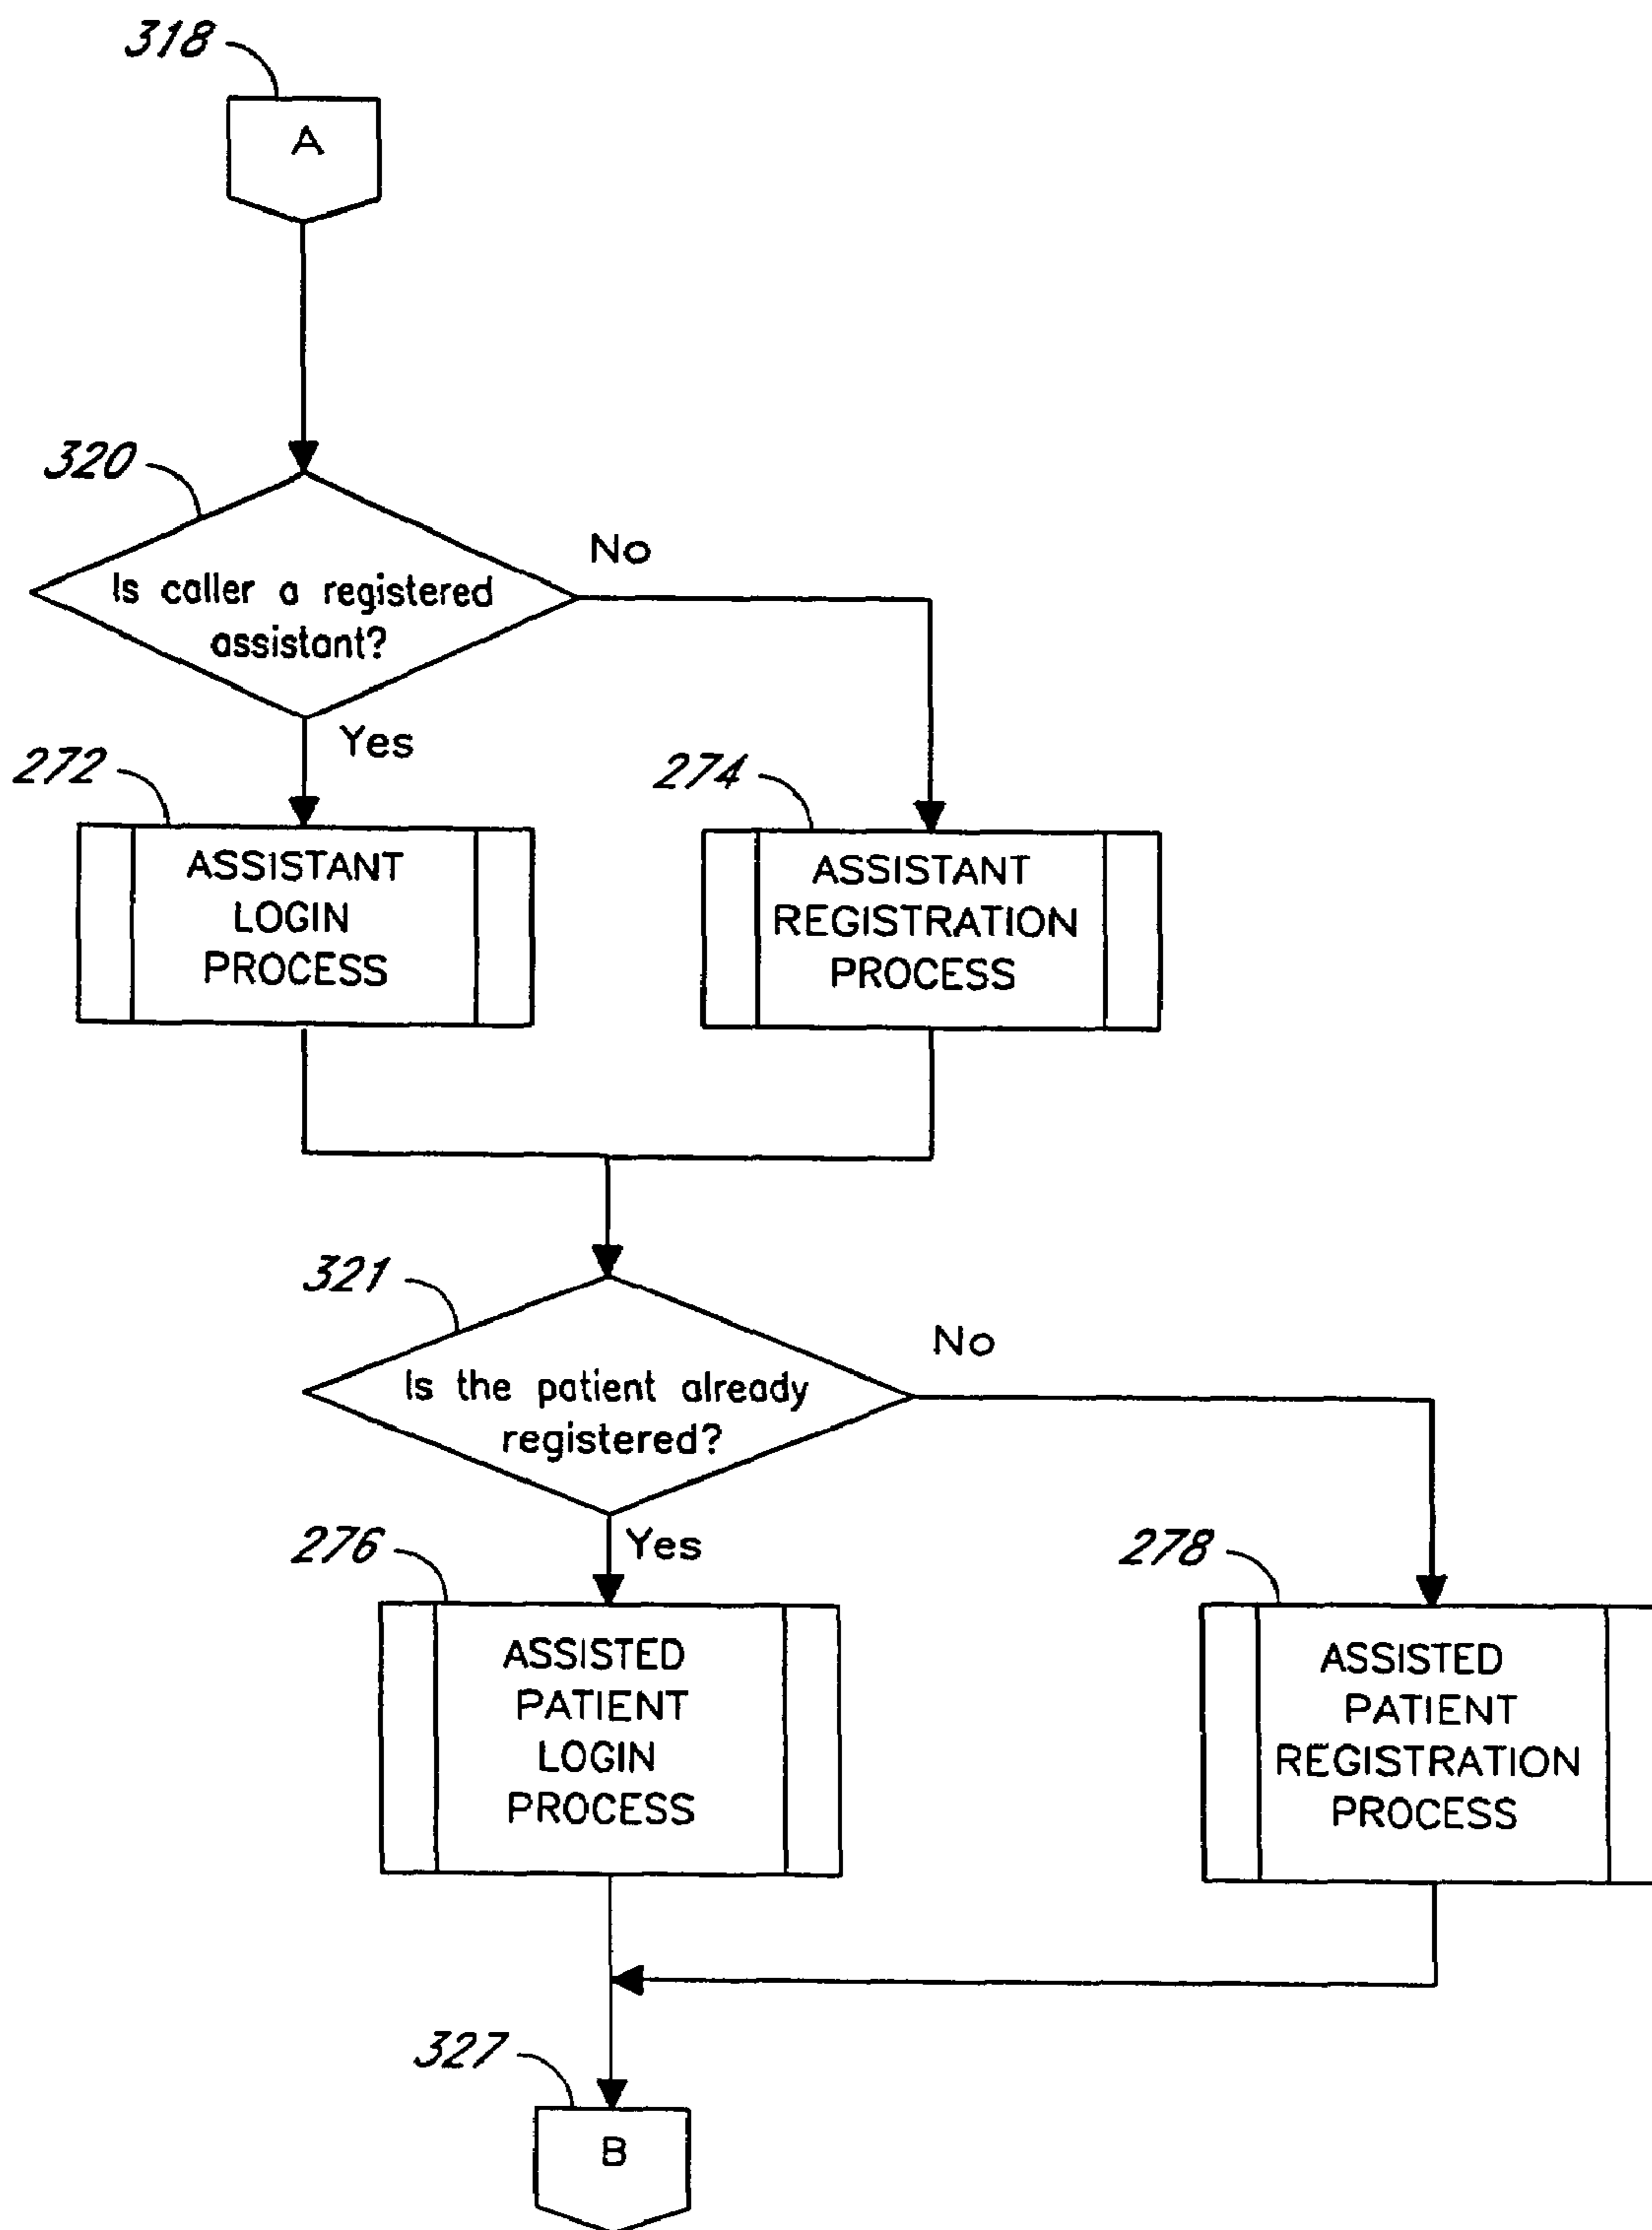 318
A
320
No
Is caller a registered
assistant?
Yes
272
274
ASSISTANT
LOGIN
PROCESS
ASSISTANT
REGISTRATION
PROCESS
321
No
Is the patient already
registered?
Yes
276
278
ASSISTED
PATIENT
LOGIN
PROCESS
ASSISTED
PATIENT
REGISTRATION
PROCESS
327
B